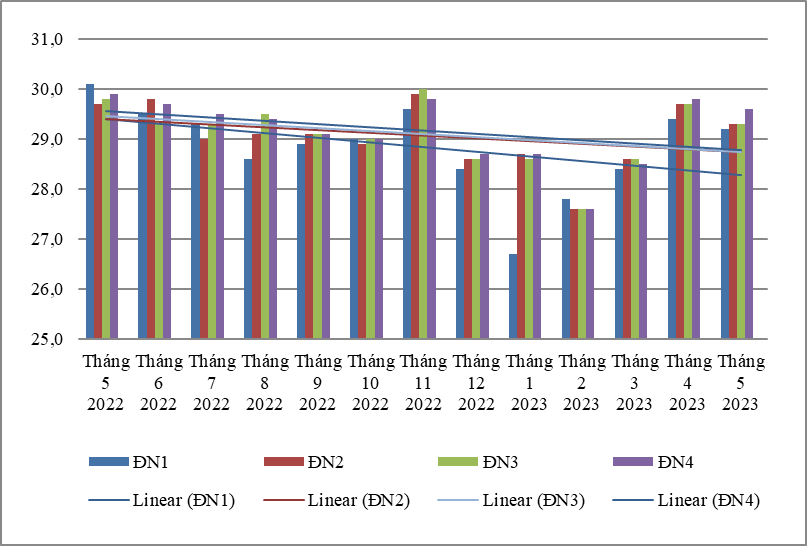 31,0
30,0
29,0
28,0
27,0
26,0
25,0
Tháng Tháng Tháng Tháng Tháng Tháng Tháng Tháng Tháng Tháng Tháng Tháng Tháng
5 6 7 8 9 10 11 12 1 2 3 4 5
2022 2022 2022 2022 2022 2022 2022 2022 2023 2023 2023 2023 2023
ĐN1 ĐN2 ĐN3 ĐN4
Linear (ĐN1) Linear (ĐN2) Linear (ĐN3) Linear (ĐN4)